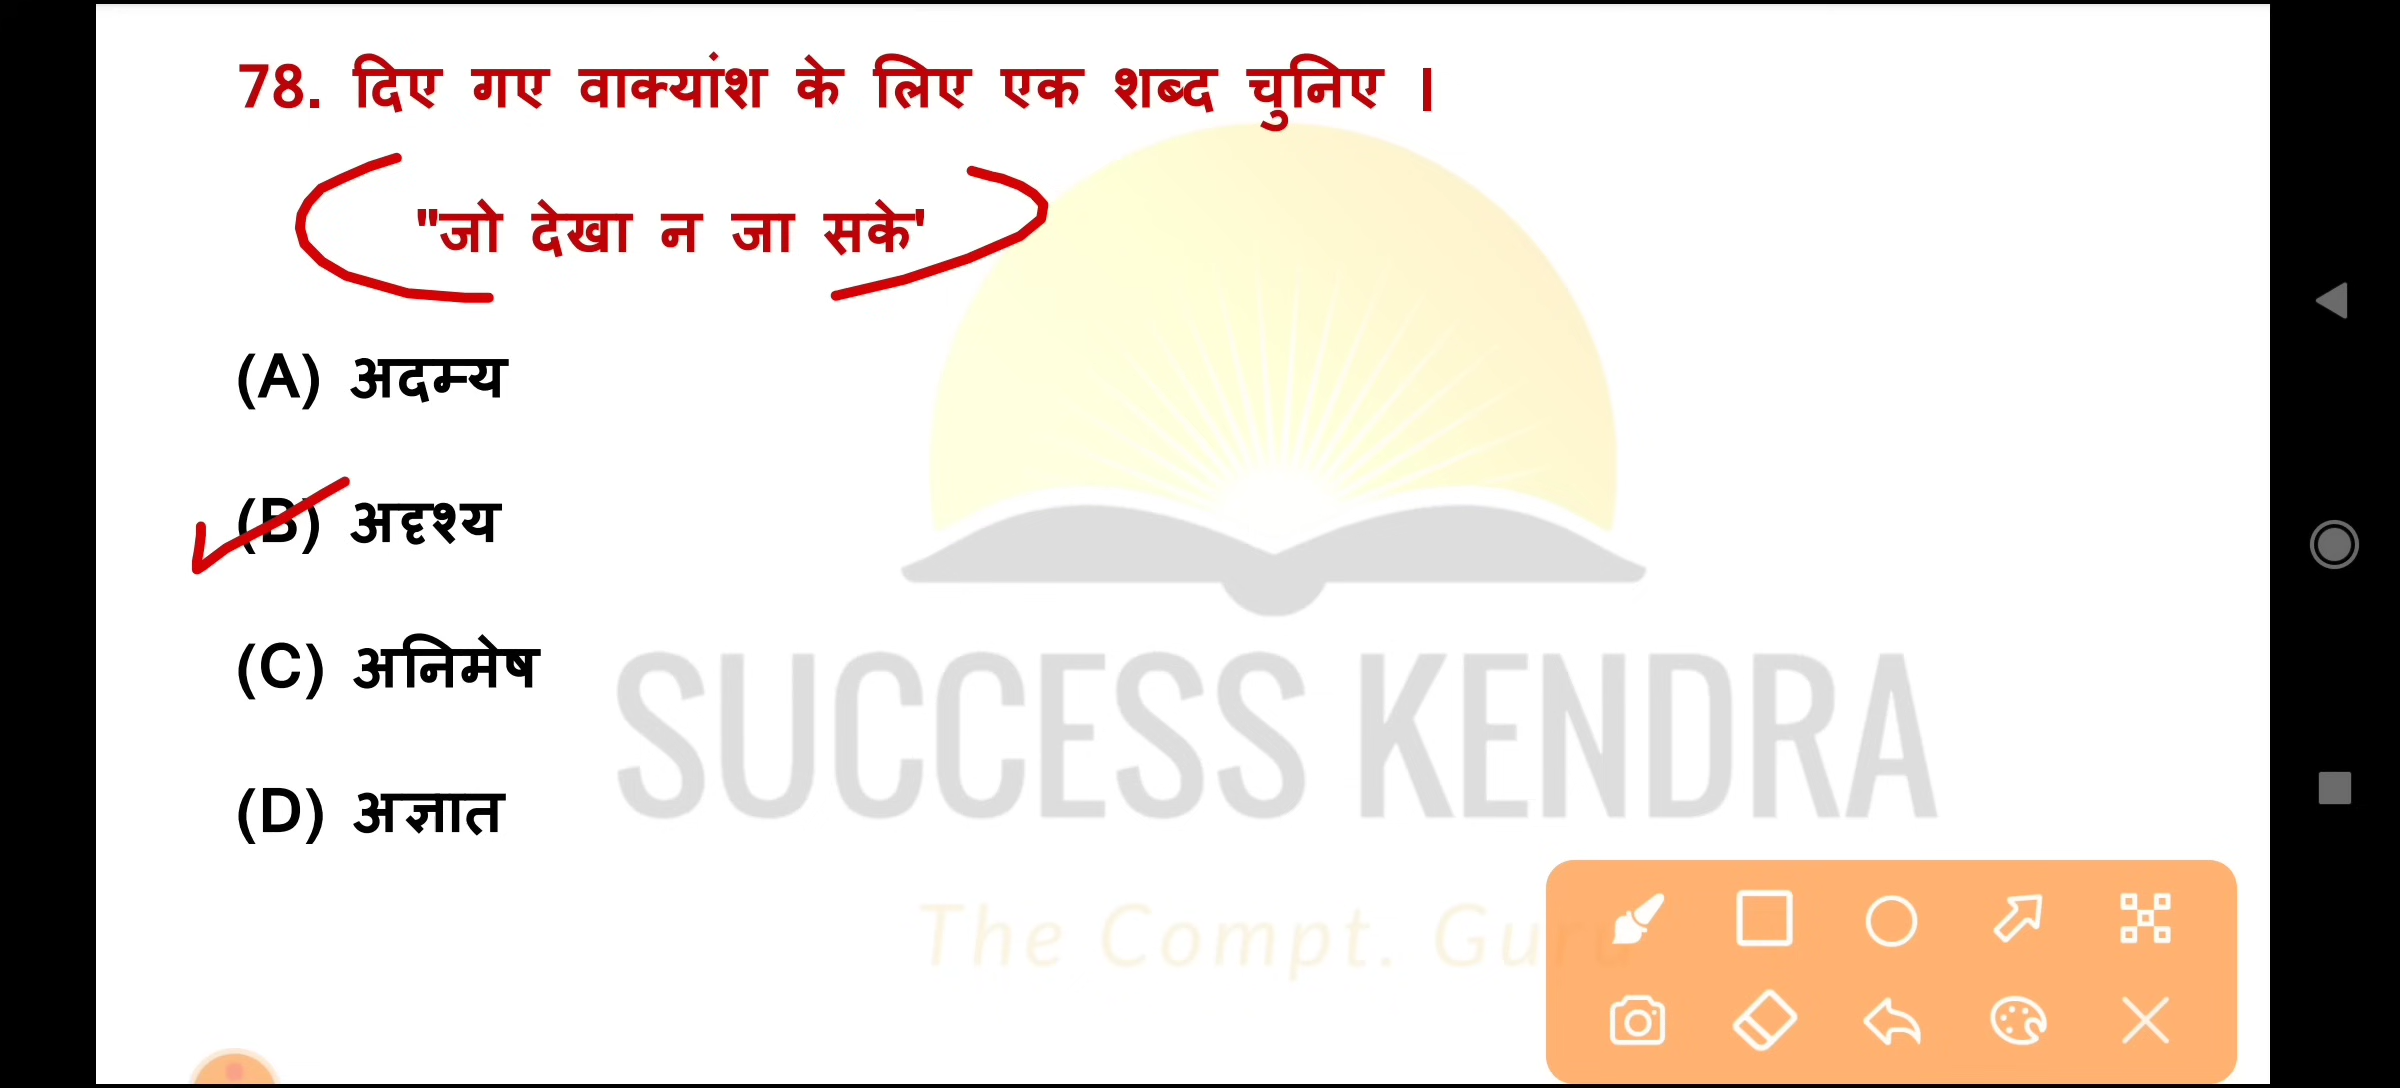 78. दिए गए वाक्यांश के लिए एक शब्द चुनिए ।
"जो देखा न जा सके'
(A) अदम्य
(B) अदृश्य
(C) अनिमेष
(D) अज्ञात
SUCCESS KENDRA
The Compt. Guru